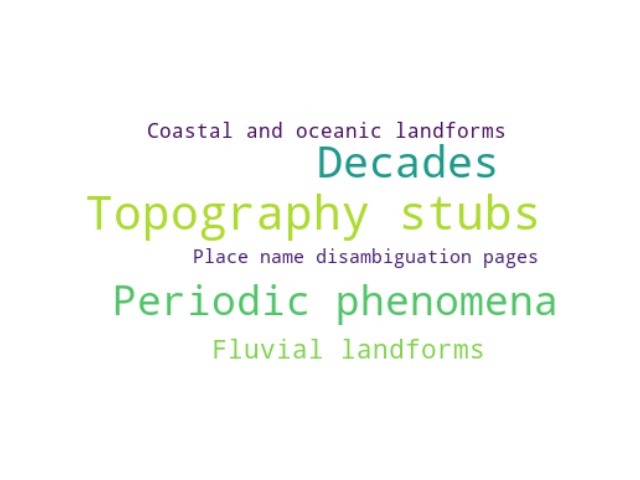 Coastal and oceanic landforms
Decades
Topography stubs
Place name disambiguation pages
Periodic phenomena
Fluvial landforms